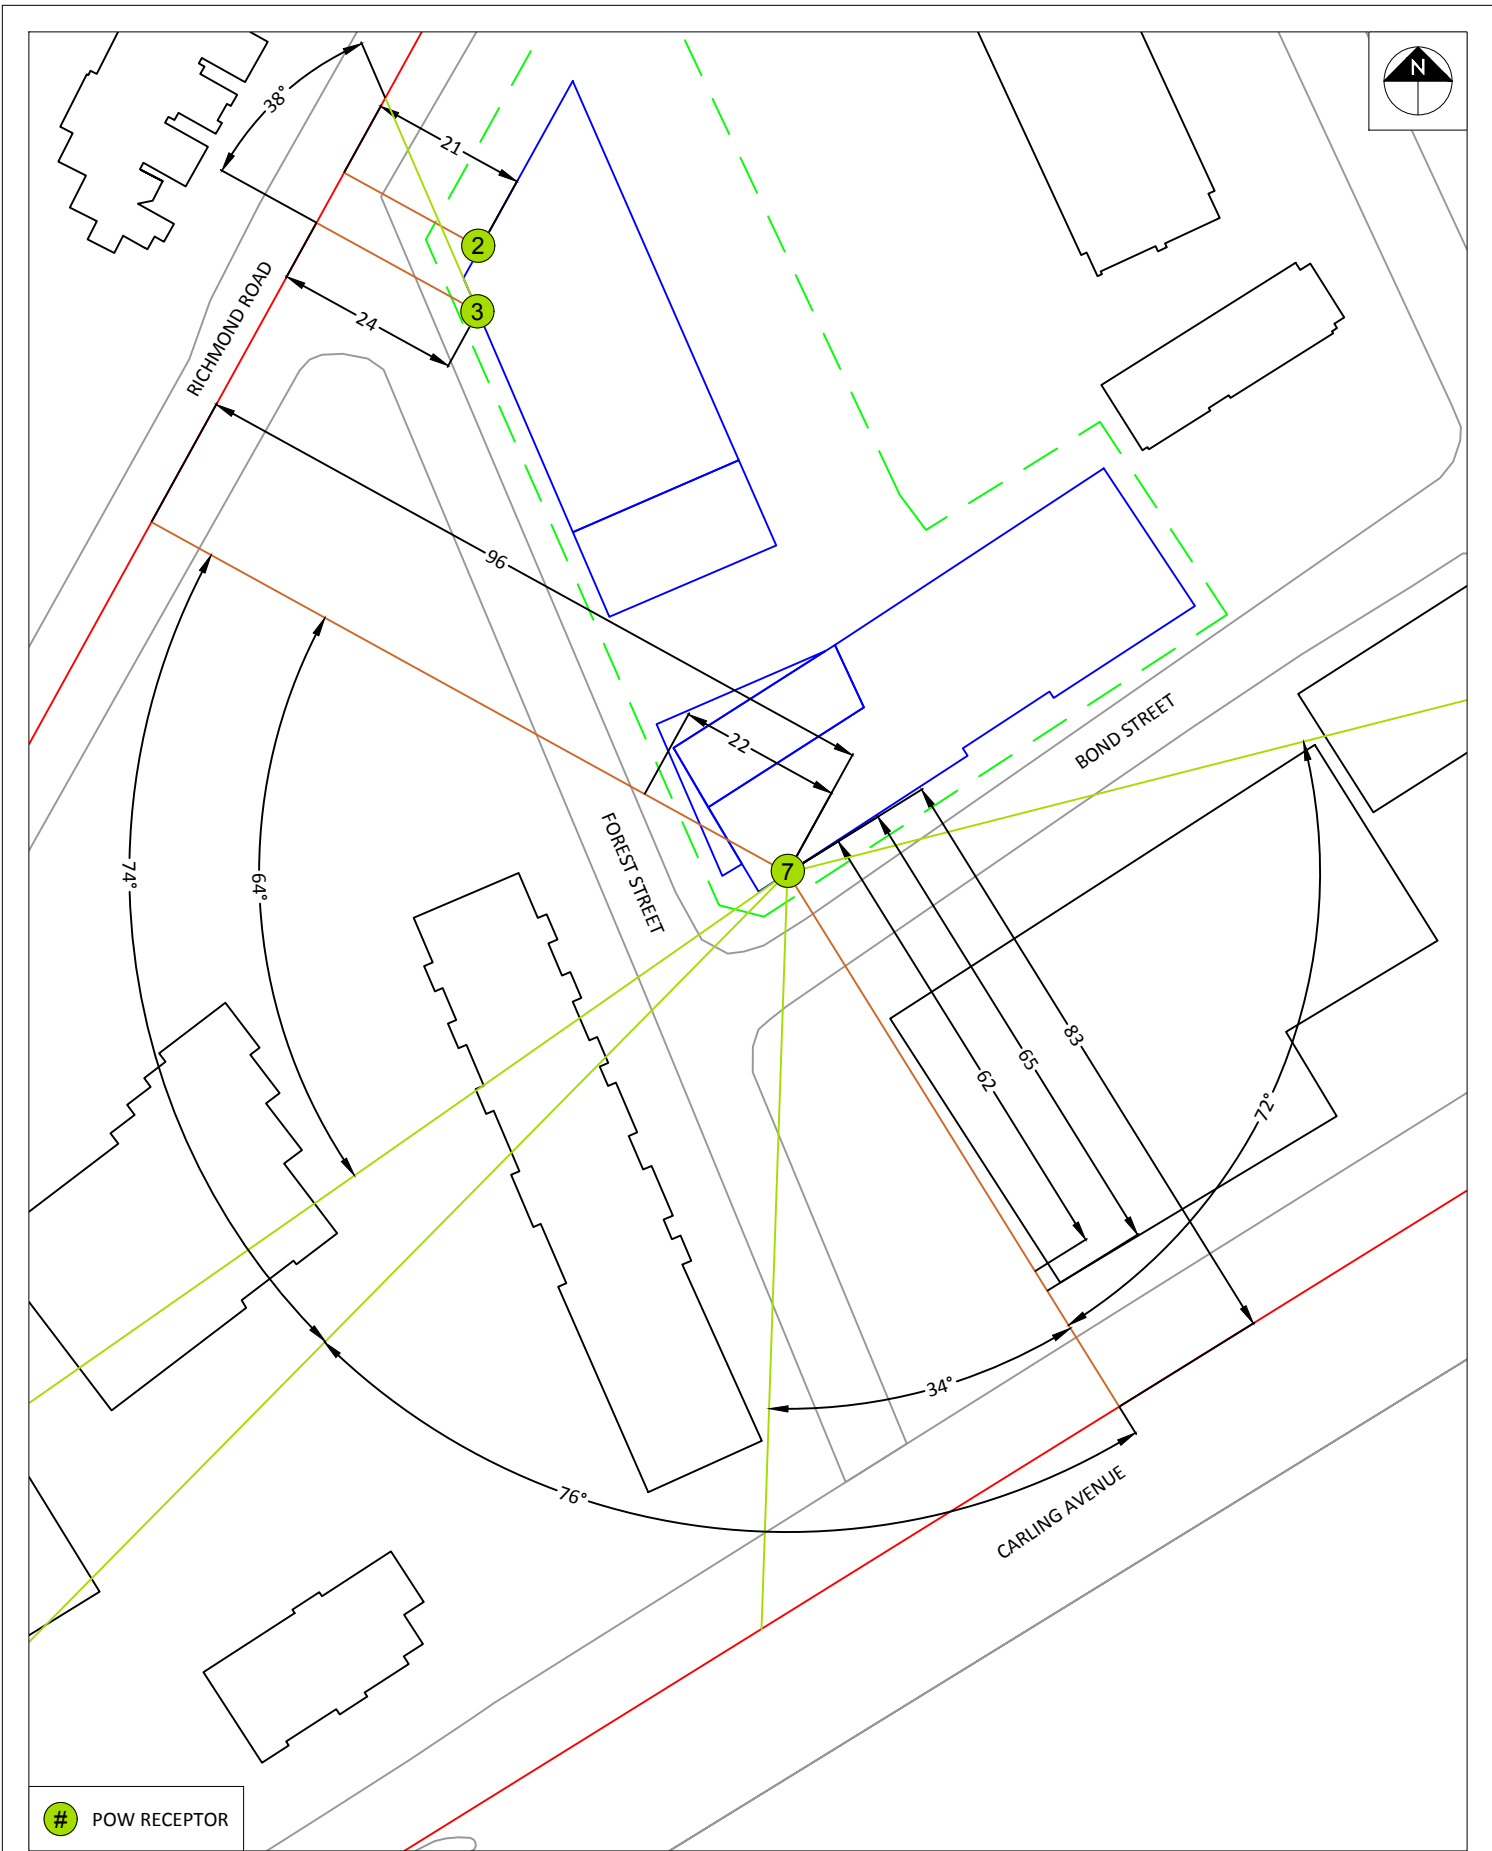 N
38°
21
2
3
24
RICHMOND ROAD
96
22
BOND STREET
FOREST STREET
7
74°
64°
83
65
62
72°
34°
76°
CARLING AVENUE
# POW RECEPTOR